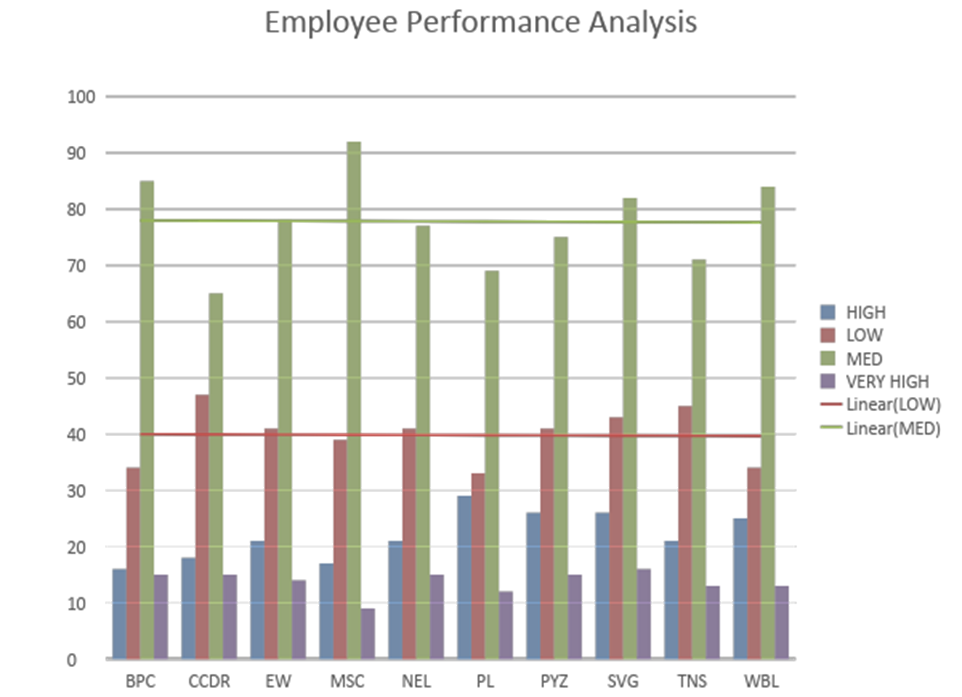 Employee Performance Analysis
100
90
80
70
60
50
40
30
20
10
0
BPC CCDR EW MSC NEL PL PYZ SVG TNS WBL
HIGH
LOW
MED
VERY HIGH
Linear(LOW)
Linear(MED)